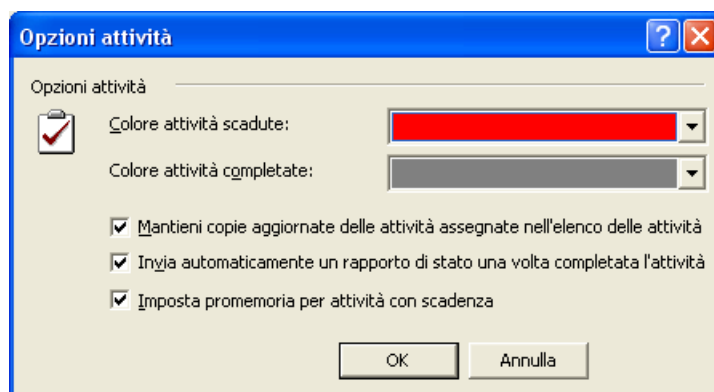 Opzioni attività
Opzioni attività
Colore attività scadute:
Colore attività completate:
Mantieni copie aggiornate delle attività assegnate nell'elenco delle attività
Invia automaticamente un rapporto di stato una volta completata l'attività
Imposta promemoria per attività con scadenza
OK Annulla